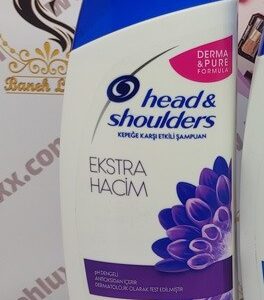 DERMA
& PURE
FORMULA
head &
shoulders
KEPEĞE KARŞI ETKİLİ ŞAMPUAN
EKSTRA
HACİM
pH DENGELİ
ANTİOKSİDAN İÇERİR
DERMATOLOJİK OLARAK TEST EDİLMİŞTİR
Baneh L